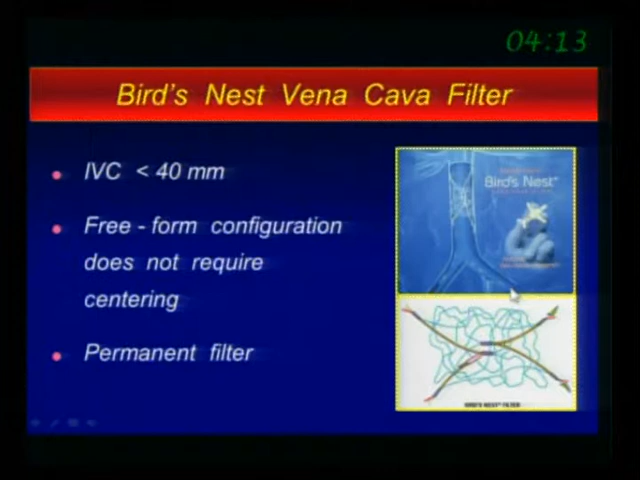 04:13
Bird's Nest Vena Cava Filter
IVC < 40 mm
Free - form configuration
does not require
centering
Permanent filter
Bird's Nest
BIRD'S NEST FILTER